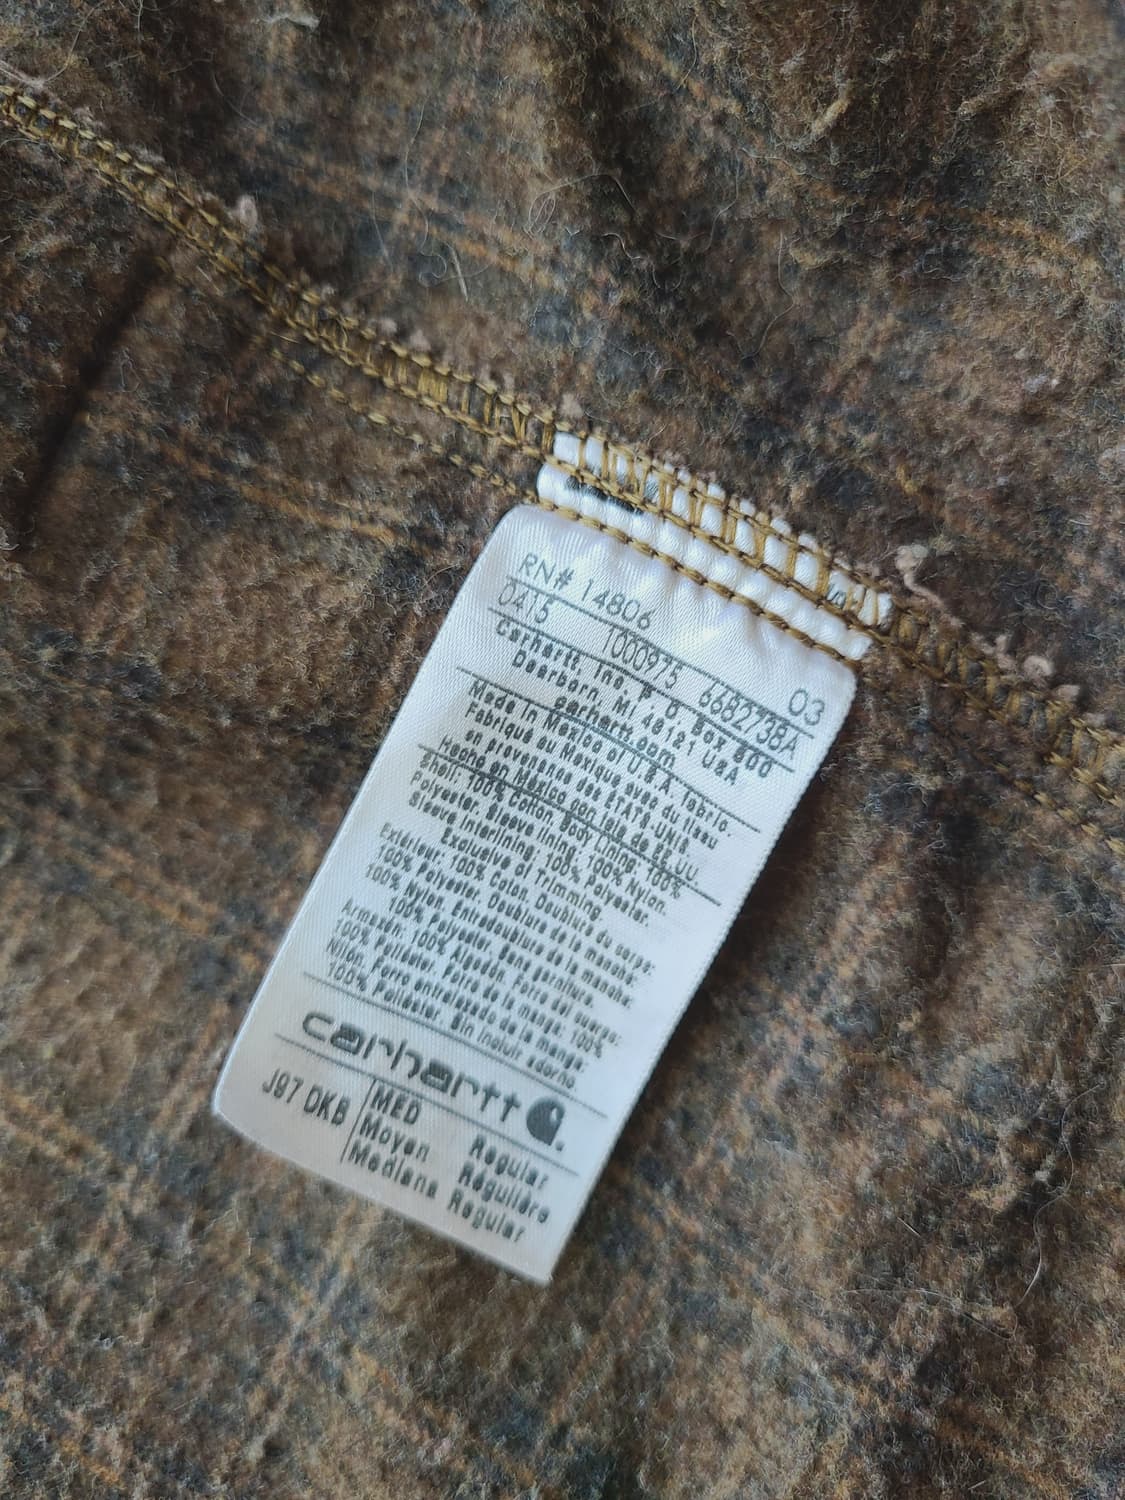 RN# 14806 03
0415 1000975 6682738A
Carhartt, Inc. P.O. Box 600
Dearborn, MI 48121 USA
carhartt.com
Made in Mexico of U.S.A. fabric.
Fabriqué au Mexique avec du tissu
en provenance des ÉTATS-UNIS
Hecho en México con tela de EE.UU.
Shell: 100% Cotton. Body Lining, 100%
Polyester. Sleeve lining, 100% Nylon.
Sleeve Interlining, 100% Polyester.
Exclusive of Trimming.
Extérieur, 100% Coton. Doublure du corps:
100% Polyester. Doublure de la manche:
100% Nylon. Entredoublure de la manche:
100% Polyester. Sans garniture.
Armazón: 100% Algodón. Forro del cuerpo:
100% Poliéster. Forro de la manga: 100%
Nilón. Forro entrelazado de la manga:
100% Poliéster. Sin incluir adorno.
carhartt
J97 DKB MED Regular
Moyen Régulière
Mediana Regular